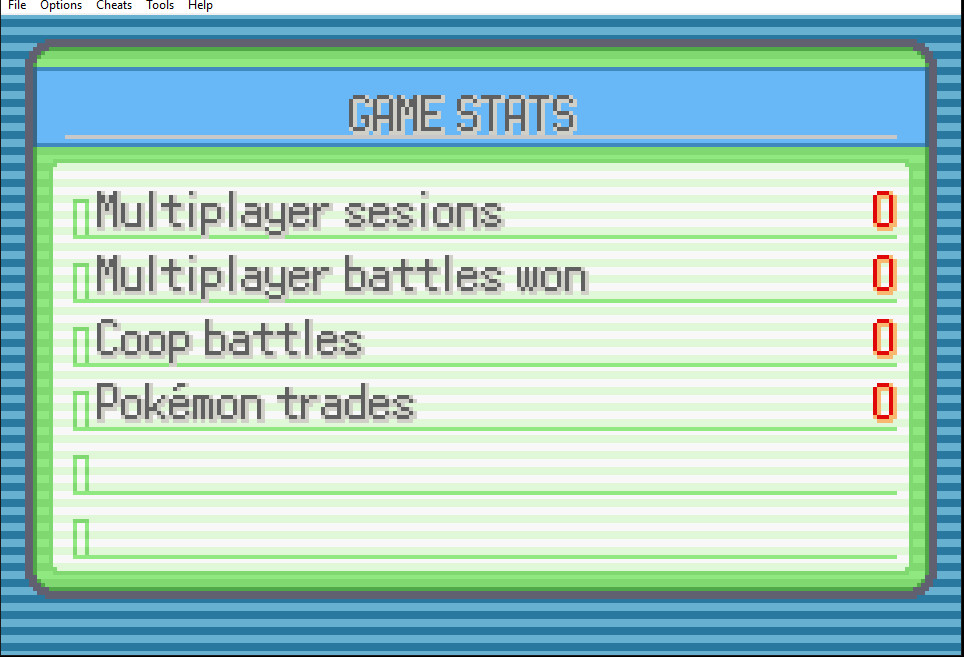 File Options Cheats Tools Help
GAME STATS
Multiplayer sesions 0
Multiplayer battles won 0
Coop battles 0
Pokémon trades 0